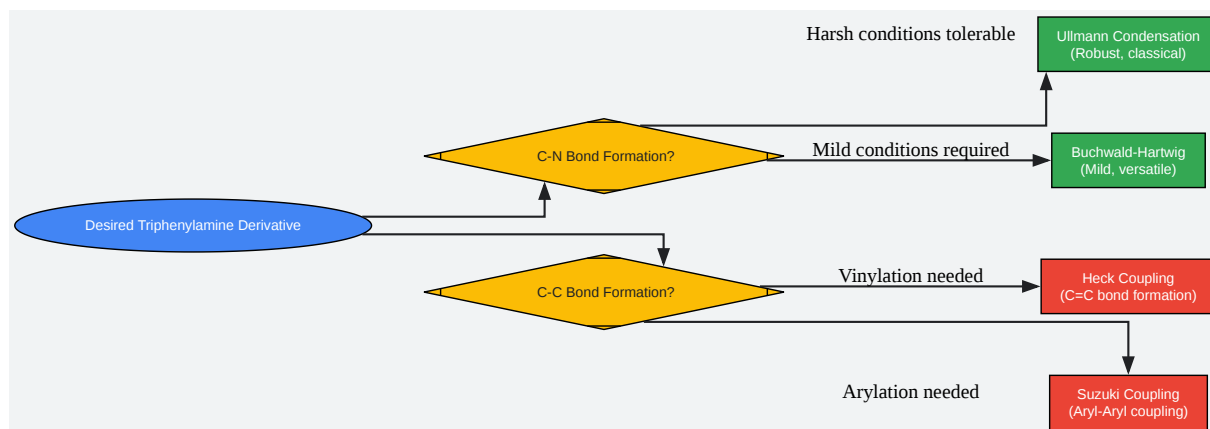 Harsh conditions tolerable
Ullmann Condensation
(Robust, classical)
C-N Bond Formation?
Mild conditions required
Buchwald-Hartwig
(Mild, versatile)
Desired Triphenylamine Derivative
C-C Bond Formation?
Vinylation needed
Heck Coupling
(C=C bond formation)
Arylation needed
Suzuki Coupling
(Aryl-Aryl coupling)